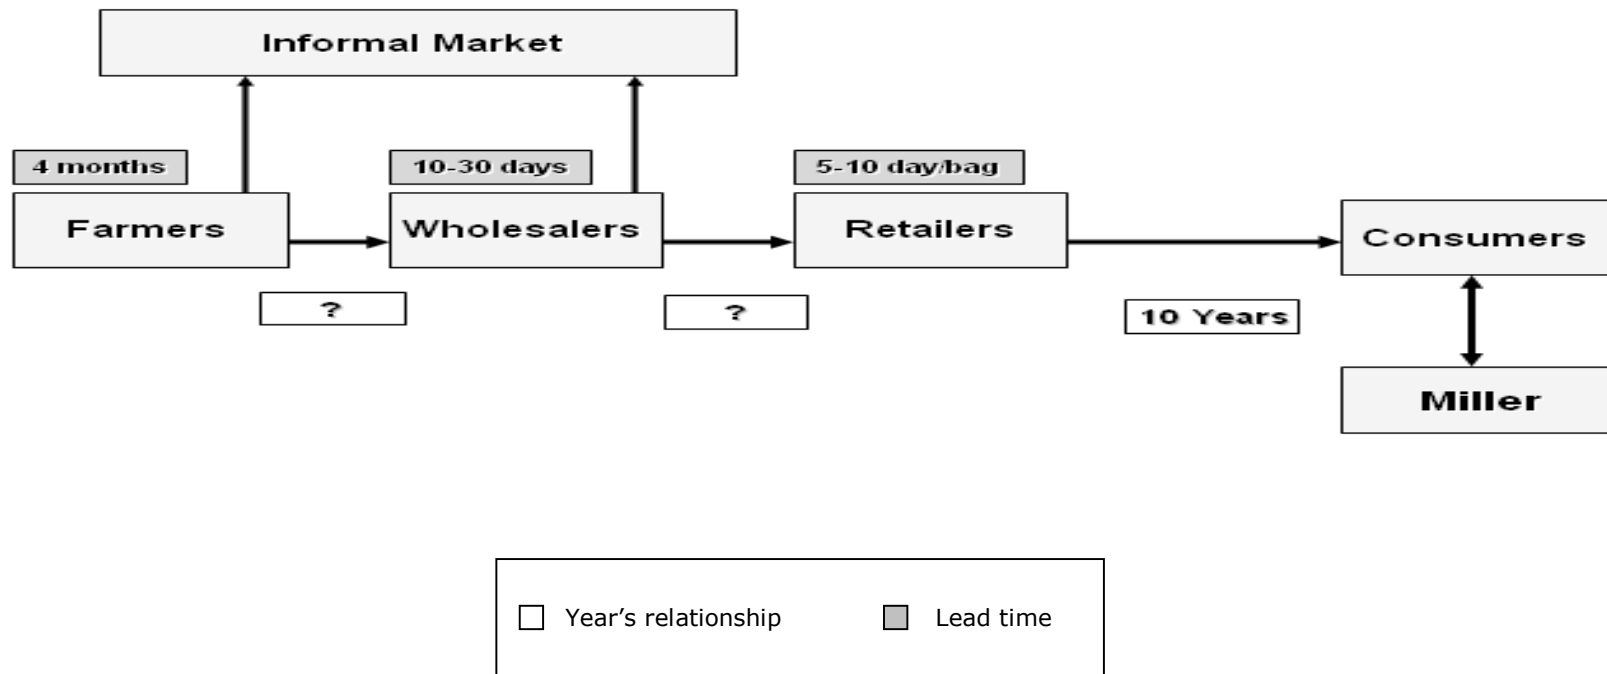 Informal Market
4 months
10-30 days
5-10 day/bag
Farmers
Wholesalers
Retailers
Consumers
?
?
10 Years
Miller
Year’s relationship
Lead time